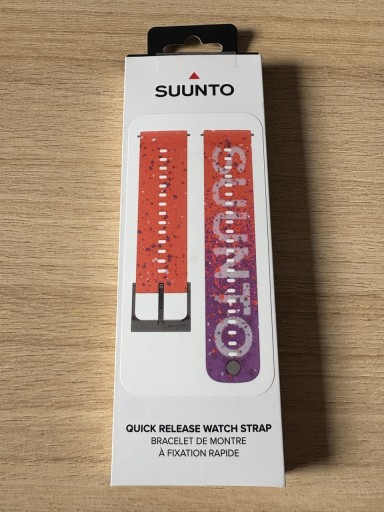 SUUNTO
SUUNTO
QUICK RELEASE WATCH STRAP
BRACELET DE MONTRE
À FIXATION RAPIDE